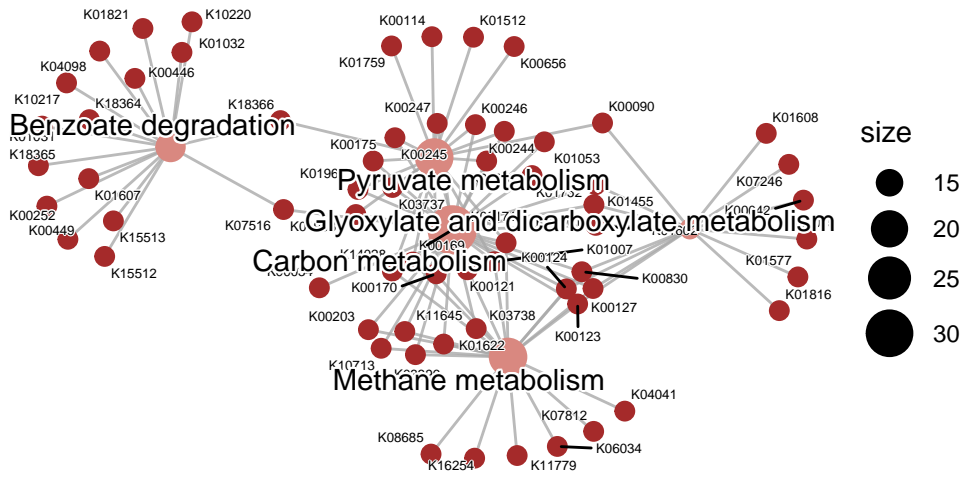 K01821
K10220
K00114
K01512
K01032
K01759
K00656
K04098
K00446
K10217
K18364
K18366
K00247
K00246
K00090
K01608
size
Benzoate degradation
K00175
K00245
K00244
K01053
K18365
Pyruvate metabolism
K07246
15
K01607
K03737
K01455
K00252
K07516
Glyoxylate and dicarboxylate metabolism
20
K00449
K15513
K00169
K01007
Carbon metabolism
K00124
K01577
K15512
K00170
K00121
K00830
25
K01816
K00203
K11645
K03738
K00127
K01622
K00123
30
K10713
Methane metabolism
K04041
K07812
K08685
K06034
K16254
K11779